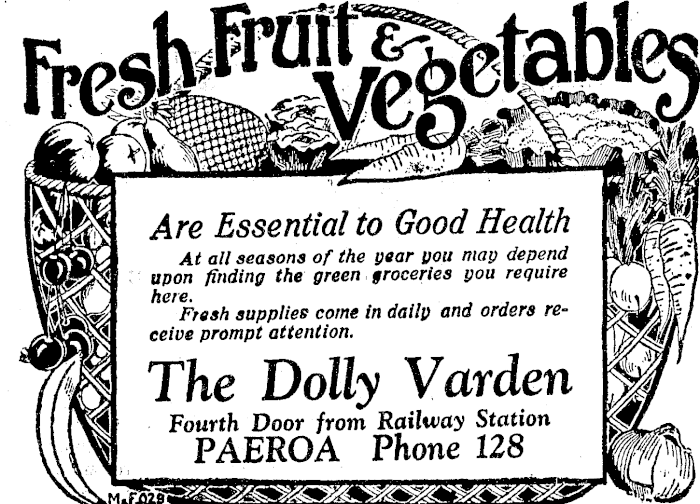 Fresh Fruit &
Vegetables
Are Essential to Good Health
At all seasons of the year you may depend
upon finding the green groceries you require
here.
Fresh supplies come in daily and orders re-
ceive prompt attention.
The Dolly Varden
Fourth Door from Railway Station
PAEROA Phone 128
M.F.029